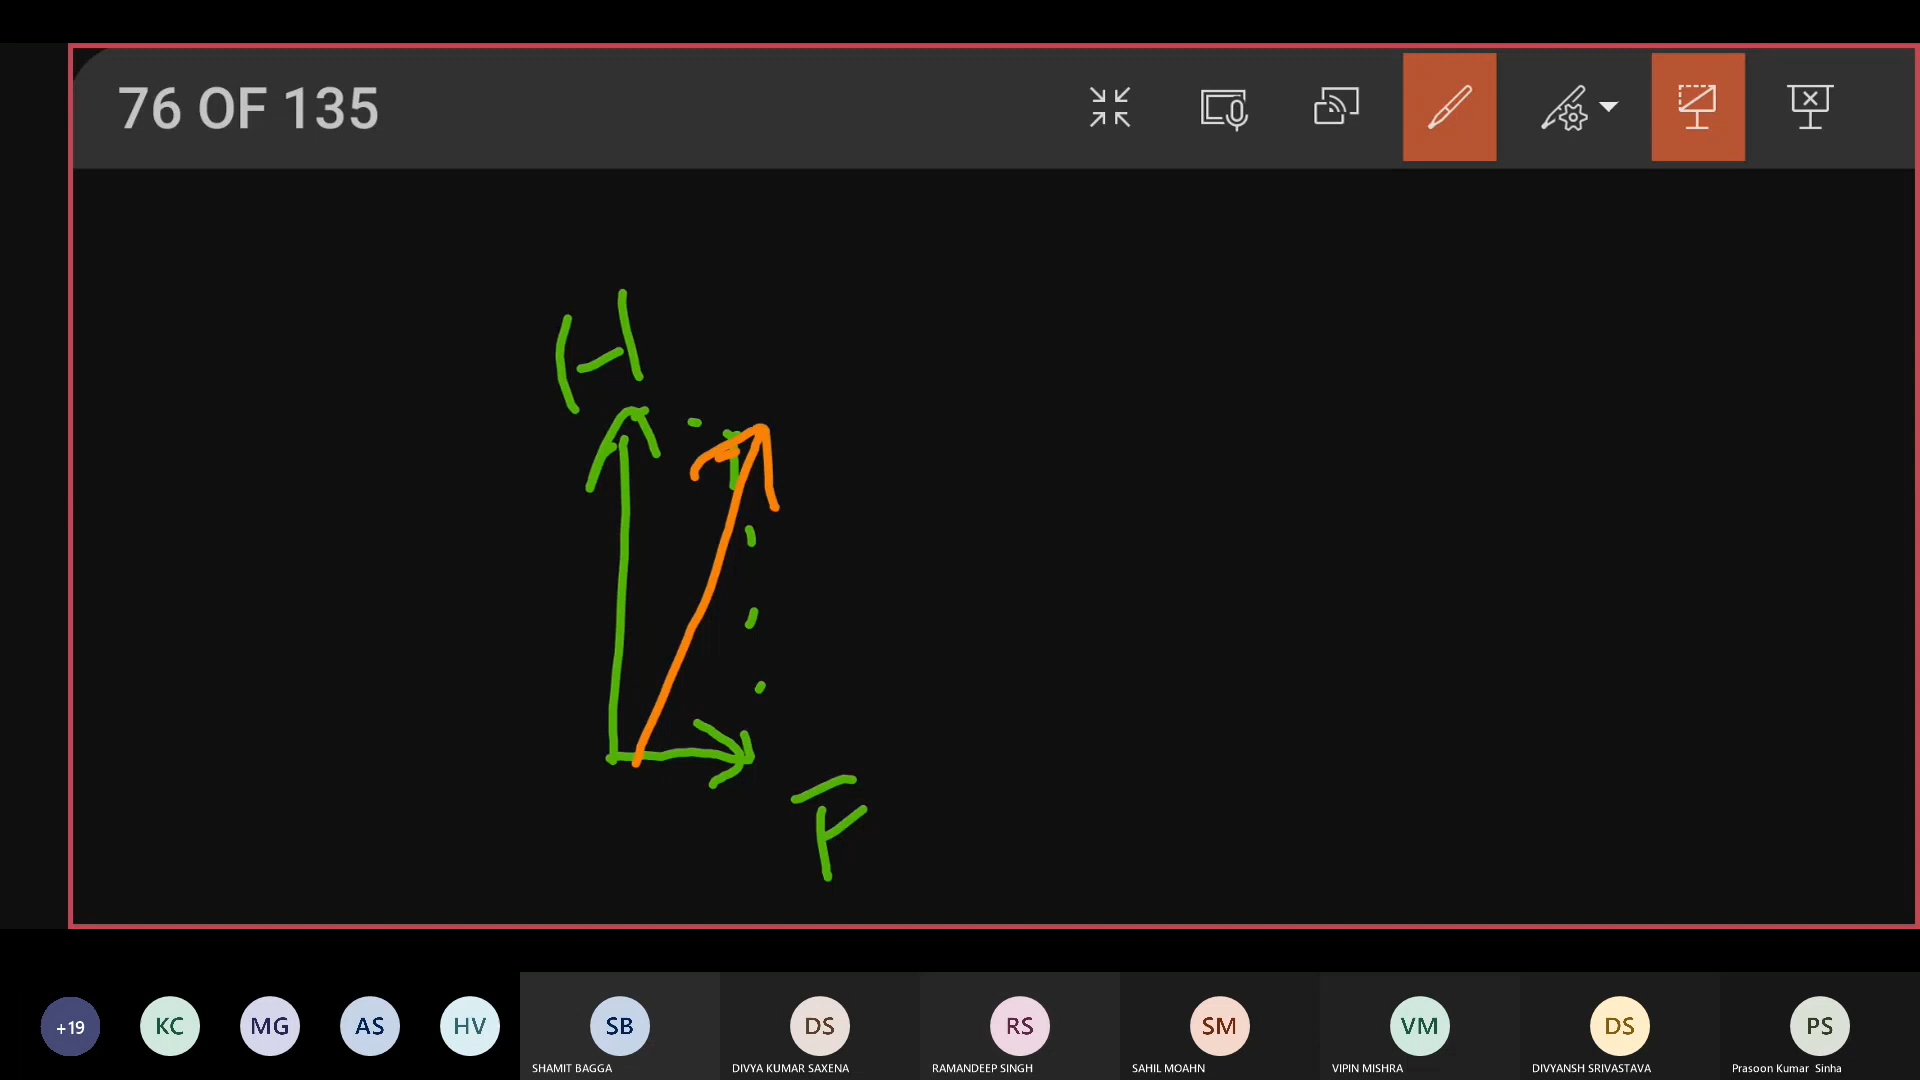 76 OF 135
H
F
+19 KC MG AS HV SB DS RS SM VM DS PS
SHAMIT BAGGA DIVYA KUMAR SAXENA RAMANDEEP SINGH SAHIL MOAHN VIPIN MISHRA DIVYANSH SRIVASTAVA Prasoon Kumar Sinha